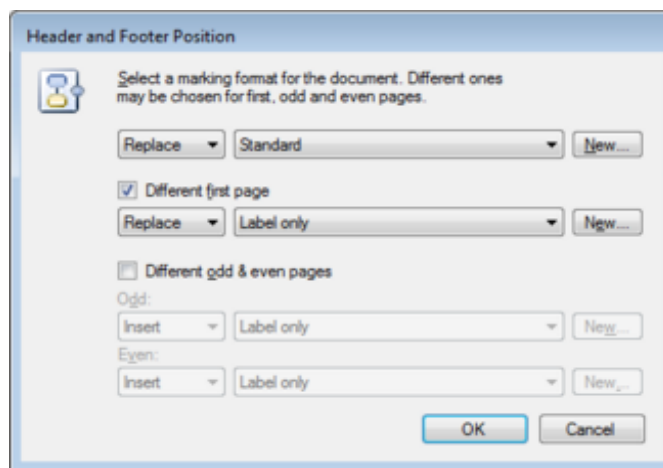 Header and Footer Position
Select a marking format for the document. Different ones
may be chosen for first, odd and even pages.
Replace Standard New...
Different first page
Replace Label only New...
Different odd & even pages
Odd:
Insert Label only New...
Even:
Insert Label only New...
OK Cancel